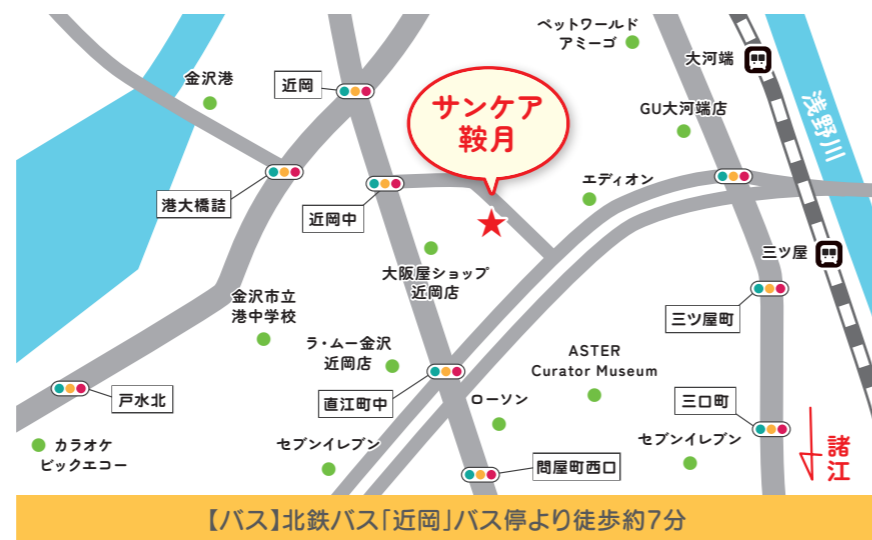 ペットワールド
アミーゴ
大河端
金沢港
近岡
サンケア
鞍月
GU大河端店
浅野川
エディオン
港大橋詰
近岡中
三ツ屋
大阪屋ショップ
近岡店
金沢市立
港中学校
三ツ屋町
ラ・ムー金沢
近岡店
ASTER
Curator Museum
戸水北
直江町中
ローソン
三口町
カラオケ
ビックエコー
セブンイレブン
セブンイレブン
諸江
問屋町西口
【バス】北鉄バス「近岡」バス停より徒歩約7分